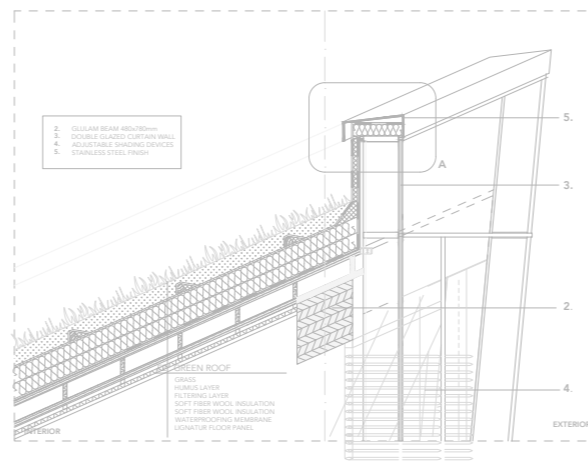 2. GLULAM BEAM 480x780mm
3. DOUBLE GLAZED CURTAIN WALL
4. ADJUSTABLE SHADING DEVICES
5. STAINLESS STEEL FINISH
5.
A
3.
2.
GREEN ROOF
GRASS
HUMUS LAYER
FILTERING LAYER
SOFT FIBER WOOL INSULATION
SOFT FIBER WOOL INSULATION
WATERPROOFING MEMBRANE
LIGNATUR FLOOR PANEL
4.
INTERIOR
EXTERIOR